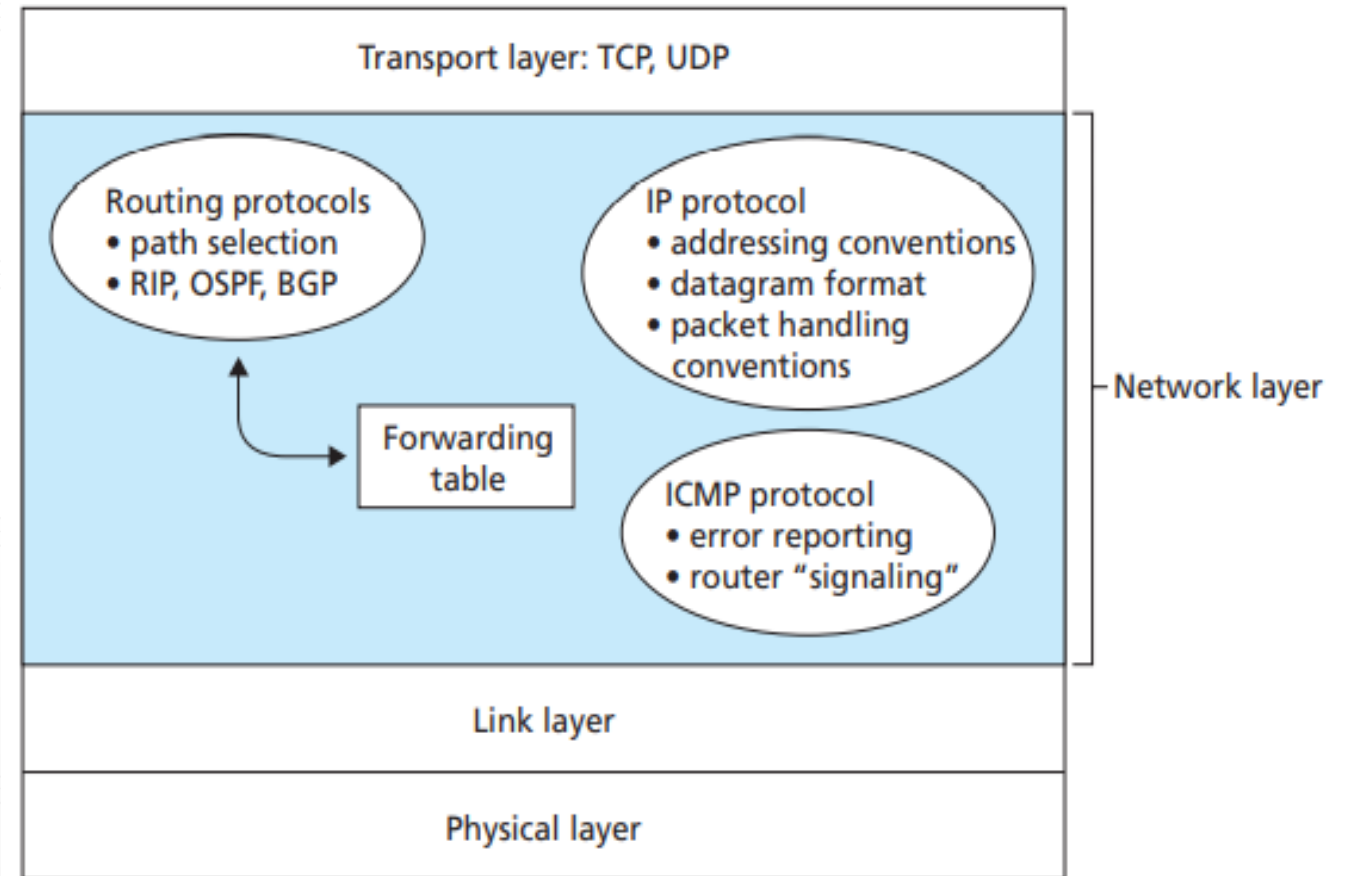 Transport layer: TCP, UDP
Routing protocols
• path selection
• RIP, OSPF, BGP
IP protocol
• addressing conventions
• datagram format
• packet handling
conventions
Network layer
Forwarding
table
ICMP protocol
• error reporting
• router “signaling”
Link layer
Physical layer